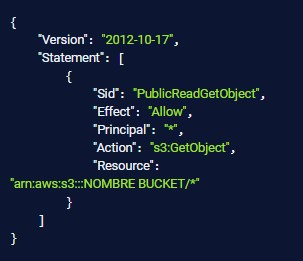 {
"Version": "2012-10-17",
"Statement": [
{
"Sid": "PublicReadGetObject",
"Effect": "Allow",
"Principal": "*",
"Action": "s3:GetObject",
"Resource":
"arn:aws:s3:::NOMBRE BUCKET/*"
}
]
}